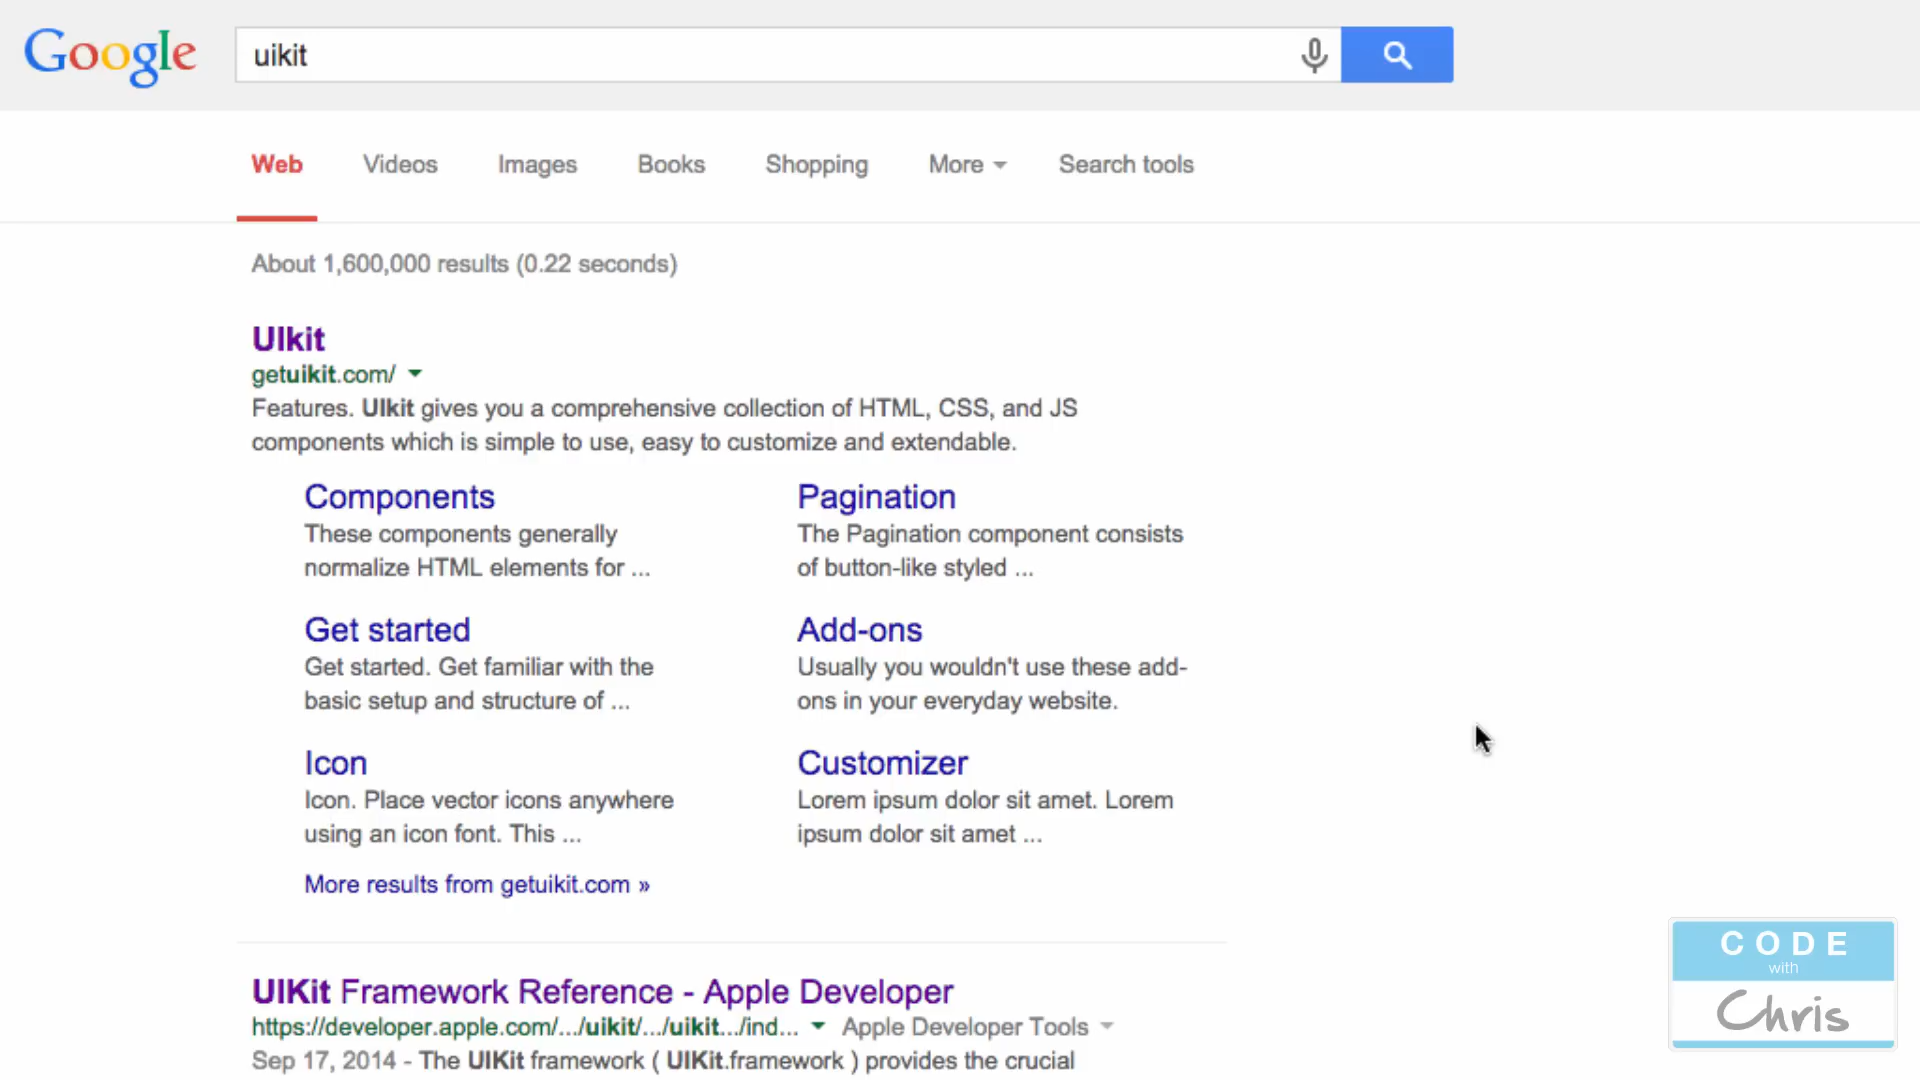 Google
uikit
Web Videos Images Books Shopping More Search tools
About 1,600,000 results (0.22 seconds)
UIkit
getuikit.com/
Features. UIkit gives you a comprehensive collection of HTML, CSS, and JS
components which is simple to use, easy to customize and extendable.
Components
These components generally
normalize HTML elements for ...
Pagination
The Pagination component consists
of button-like styled ...
Get started
Get started. Get familiar with the
basic setup and structure of ...
Add-ons
Usually you wouldn't use these add-
ons in your everyday website.
Icon
Icon. Place vector icons anywhere
using an icon font. This ...
Customizer
Lorem ipsum dolor sit amet. Lorem
ipsum dolor sit amet ...
More results from getuikit.com »
UIKit Framework Reference - Apple Developer
https://developer.apple.com/.../uikit/.../uikit.../ind... Apple Developer Tools
Sep 17, 2014 - The UIKit framework ( UIKit.framework ) provides the crucial
CODE
with
Chris